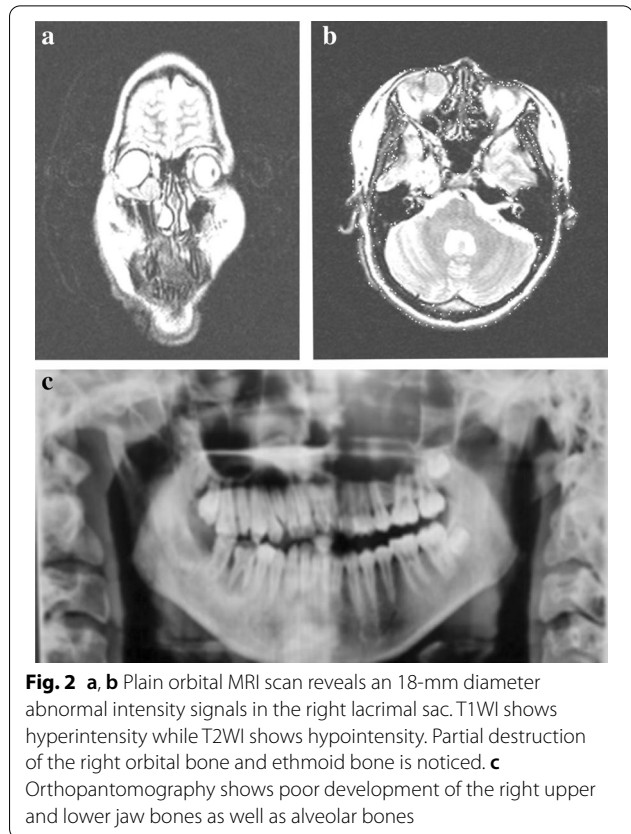 a
b
c
Fig. 2 a, b Plain orbital MRI scan reveals an 18-mm diameter
abnormal intensity signals in the right lacrimal sac. T1WI shows
hyperintensity while T2WI shows hypointensity. Partial destruction
of the right orbital bone and ethmoid bone is noticed. c
Orthopantomography shows poor development of the right upper
and lower jaw bones as well as alveolar bones